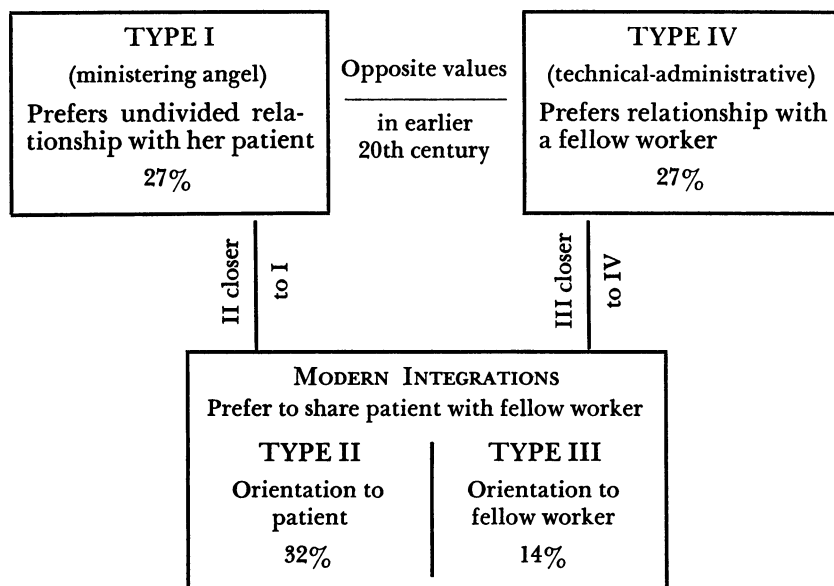 TYPE I
(ministering angel)
Prefers undivided rela-
tionship with her patient
27%
Opposite values
in earlier
20th century
TYPE IV
(technical-administrative)
Prefers relationship with
a fellow worker
27%
II closer
to I
III closer
to IV
MODERN INTEGRATIONS
Prefer to share patient with fellow worker
TYPE II
Orientation to
patient
32%
TYPE III
Orientation to
fellow worker
14%